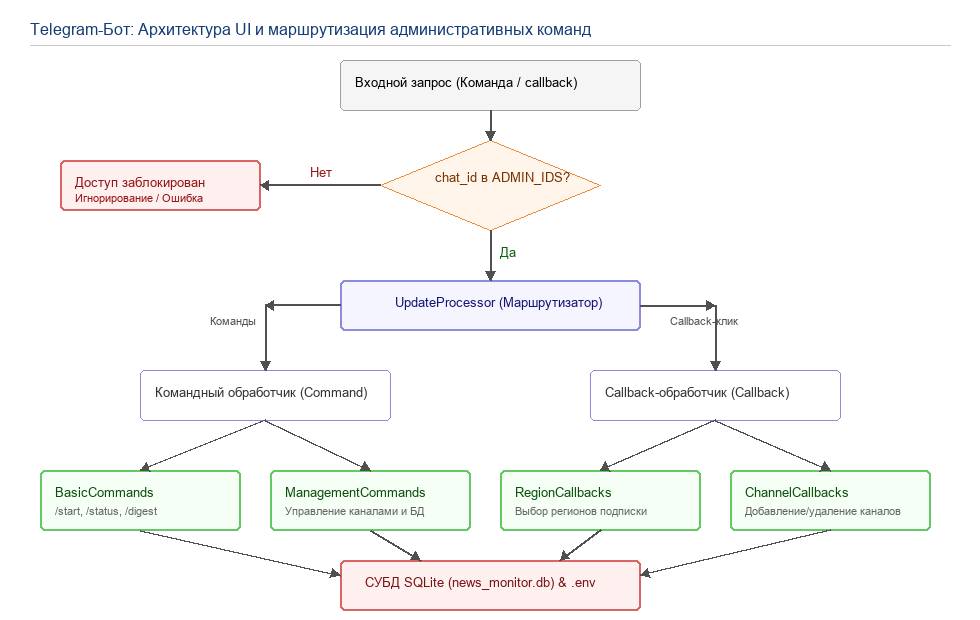 Telegram-Бот: Архитектура UI и маршрутизация административных команд
Входной запрос (Команда / callback)
chat_id в ADMIN_IDS?
Нет
Доступ заблокирован
Игнорирование / Ошибка
Да
UpdateProcessor (Маршрутизатор)
Команды
Callback-клик
Командный обработчик (Command)
Callback-обработчик (Callback)
BasicCommands
/start, /status, /digest
ManagementCommands
Управление каналами и БД
RegionCallbacks
Выбор регионов подписки
ChannelCallbacks
Добавление/удаление каналов
СУБД SQLite (news_monitor.db) & .env